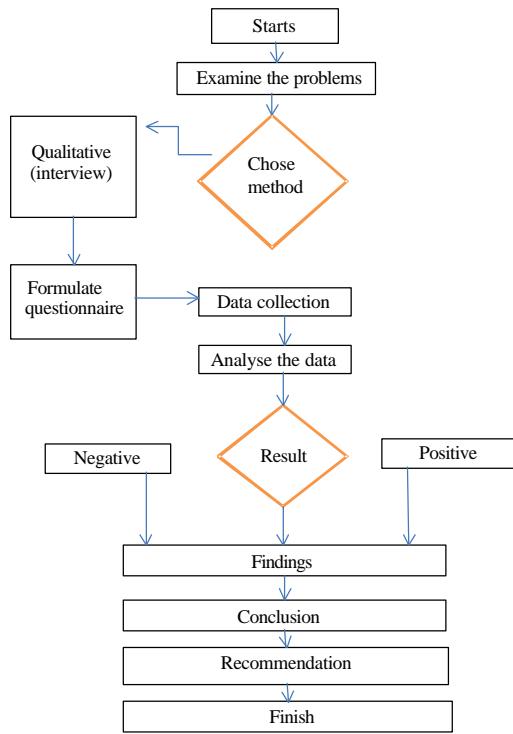 Starts
Examine the problems
Chose
method
Qualitative
(interview)
Formulate
questionnaire
Data collection
Analyse the data
Result
Negative
Positive
Findings
Conclusion
Recommendation
Finish